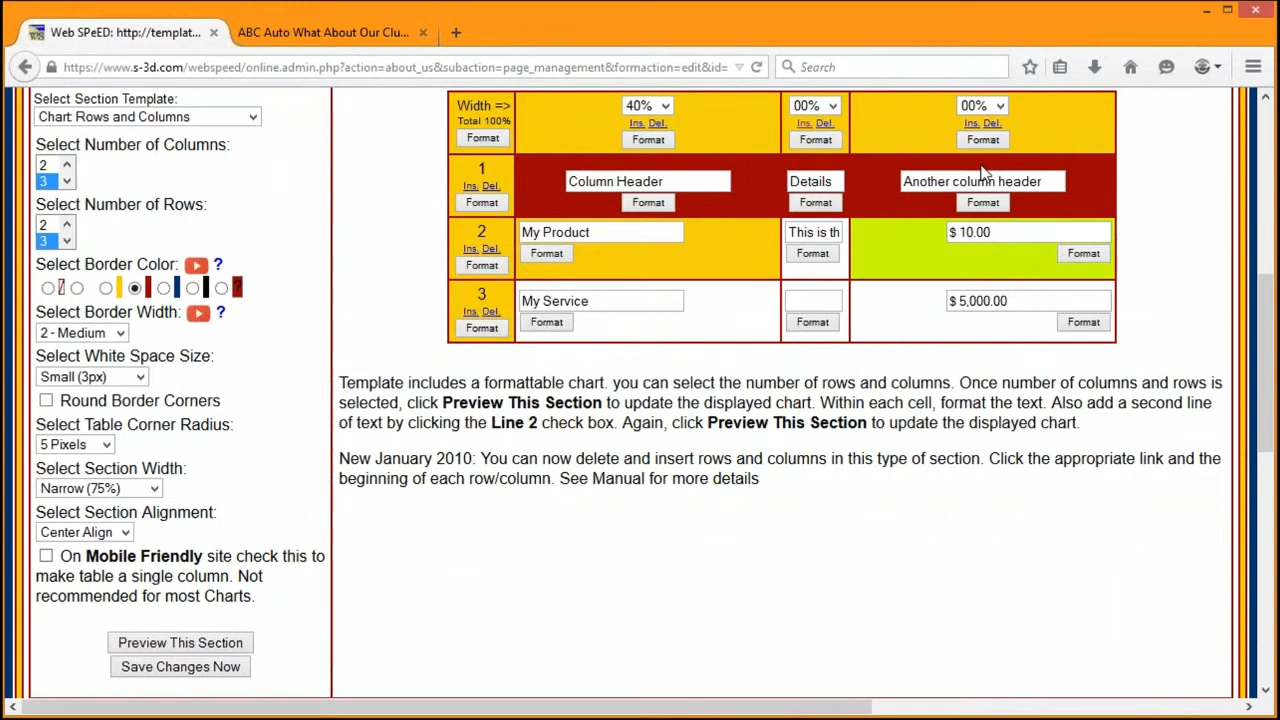 Web SPeED: http://templat...
ABC Auto What About Our Clu...
https://www.s-3d.com/webspeed/online.admin.php?action=about_us&subaction=page_management&formaction=edit&id=
Search
Select Section Template:
Chart: Rows and Columns
Select Number of Columns:
2
3
Select Number of Rows:
2
3
Select Border Color: ?
?
Select Border Width: ?
2 - Medium
Select White Space Size:
Small (3px)
Round Border Corners
Select Table Corner Radius:
5 Pixels
Select Section Width:
Narrow (75%)
Select Section Alignment:
Center Align
On Mobile Friendly site check this to
make table a single column. Not
recommended for most Charts.
Preview This Section
Save Changes Now
Width => 40% 00% 00%
Total 100% Ins. Del. Ins. Del. Ins. Del.
Format Format Format Format
1 Column Header Details Another column header
Ins. Del.
Format Format Format Format
2 My Product This is th $ 10.00
Ins. Del. Format Format Format
Format
3 My Service $ 5,000.00
Ins. Del. Format Format Format
Format
Template includes a formattable chart. you can select the number of rows and columns. Once number of columns and rows is
selected, click Preview This Section to update the displayed chart. Within each cell, format the text. Also add a second line
of text by clicking the Line 2 check box. Again, click Preview This Section to update the displayed chart.
New January 2010: You can now delete and insert rows and columns in this type of section. Click the appropriate link and the
beginning of each row/column. See Manual for more details